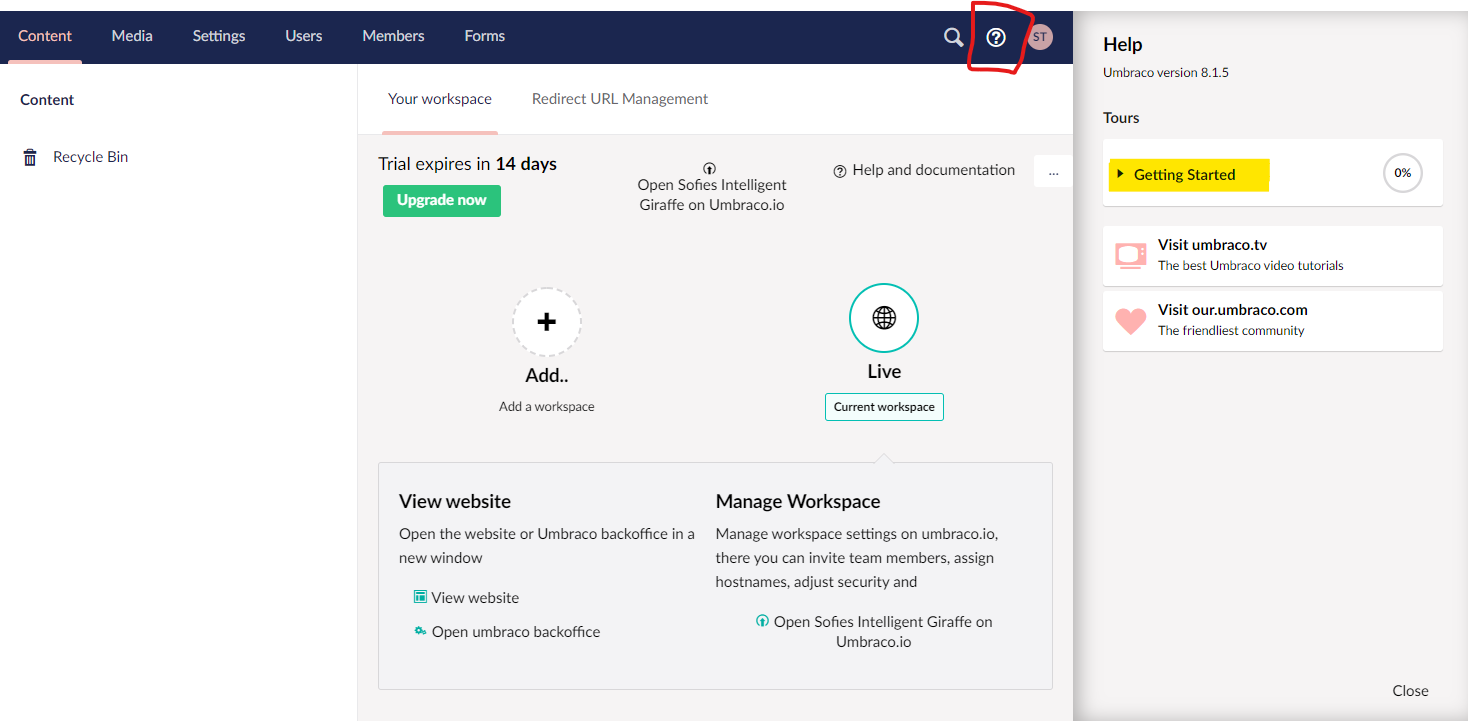 Content Media Settings Users Members Forms ST
Content
Recycle Bin
Your workspace Redirect URL Management
Trial expires in 14 days
Upgrade now
Open Sofies Intelligent
Giraffe on Umbraco.io
Help and documentation
...
+
Add..
Add a workspace
Live
Current workspace
View website
Open the website or Umbraco backoffice in a
new window
View website
Open umbraco backoffice
Manage Workspace
Manage workspace settings on umbraco.io,
there you can invite team members, assign
hostnames, adjust security and
Open Sofies Intelligent Giraffe on
Umbraco.io
Help
Umbraco version 8.1.5
Tours
Getting Started 0%
Visit umbraco.tv
The best Umbraco video tutorials
Visit our.umbraco.com
The friendliest community
Close